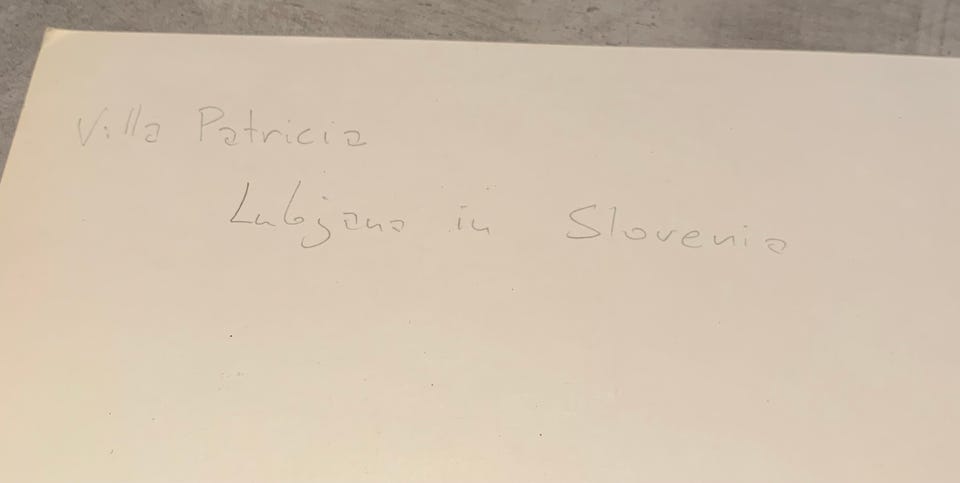 Villa Patricia
Lubjana in Slovenia